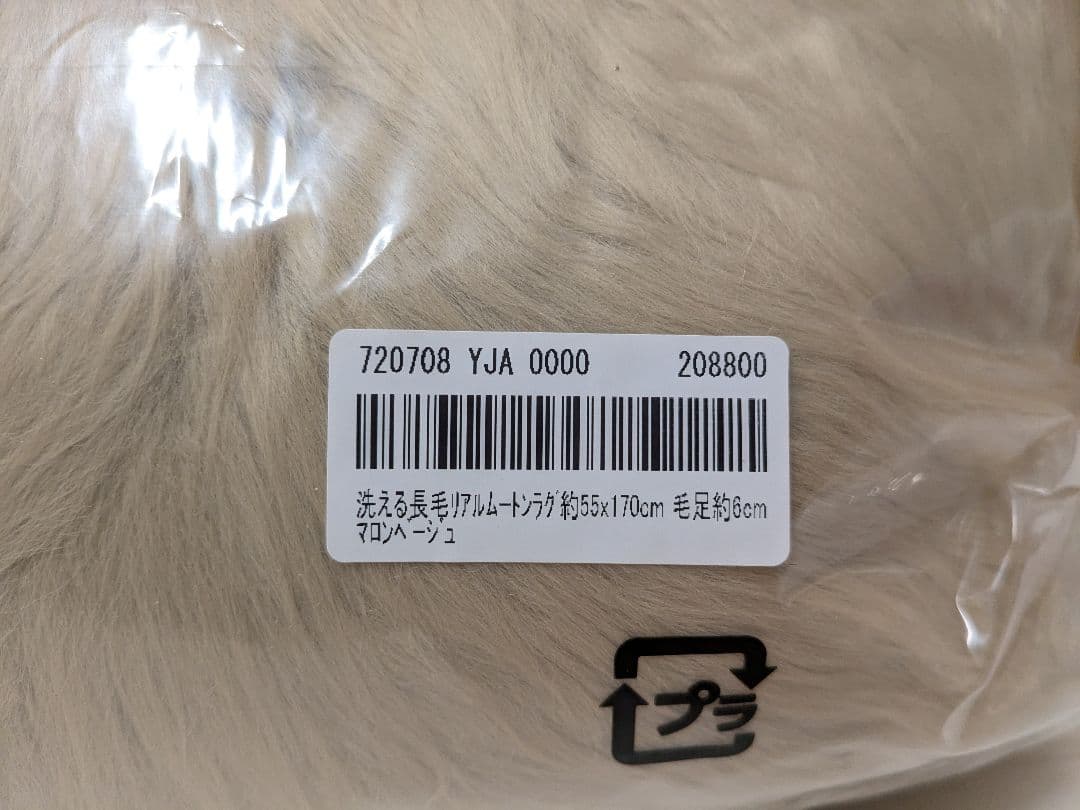 720708 YJA 0000 208800
洗える長毛ﾘｱﾙﾑｰﾄﾝﾗｸﾞ約55x170cm 毛足約6cm
ﾏﾛﾝﾍﾞｰｼﾞｭ
プラ